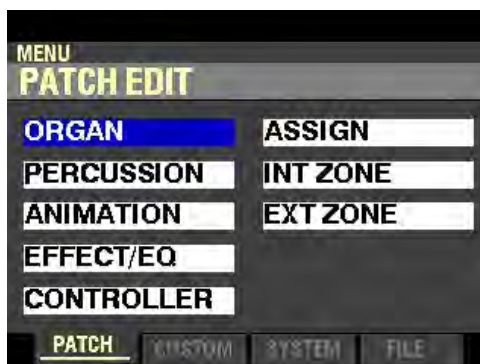 MENU
PATCH EDIT
ORGAN
PERCUSSION
ANIMATION
EFFECT/EQ
CONTROLLER
ASSIGN
INT ZONE
EXT ZONE
PATCH CUSTOM SYSTEM FILE